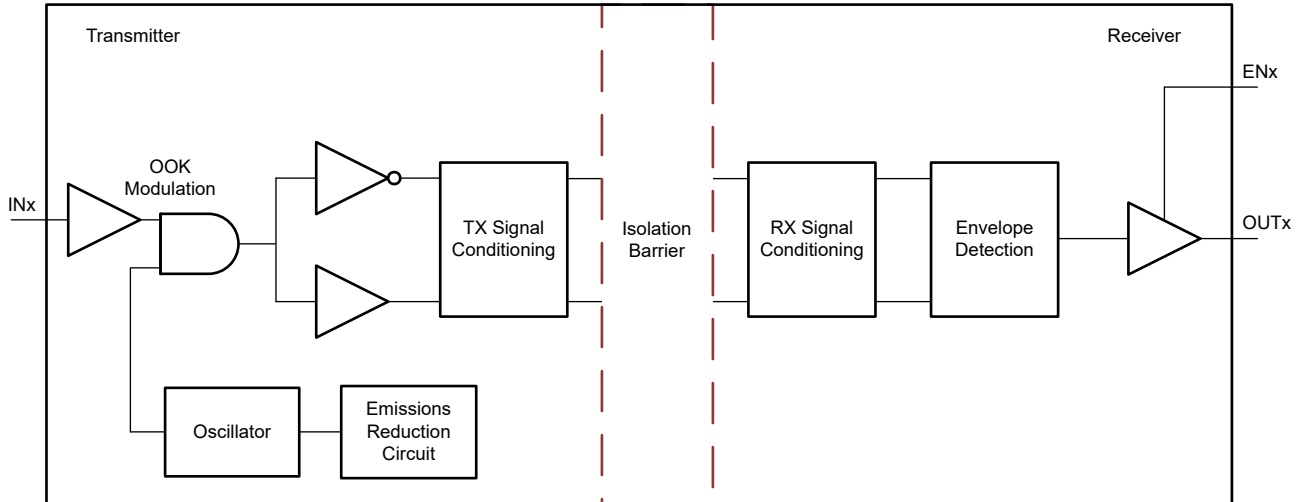 Transmitter
Receiver
ENx
OOK
Modulation
INx
TX Signal
Conditioning
Isolation
Barrier
RX Signal
Conditioning
Envelope
Detection
OUTx
Oscillator
Emissions
Reduction
Circuit